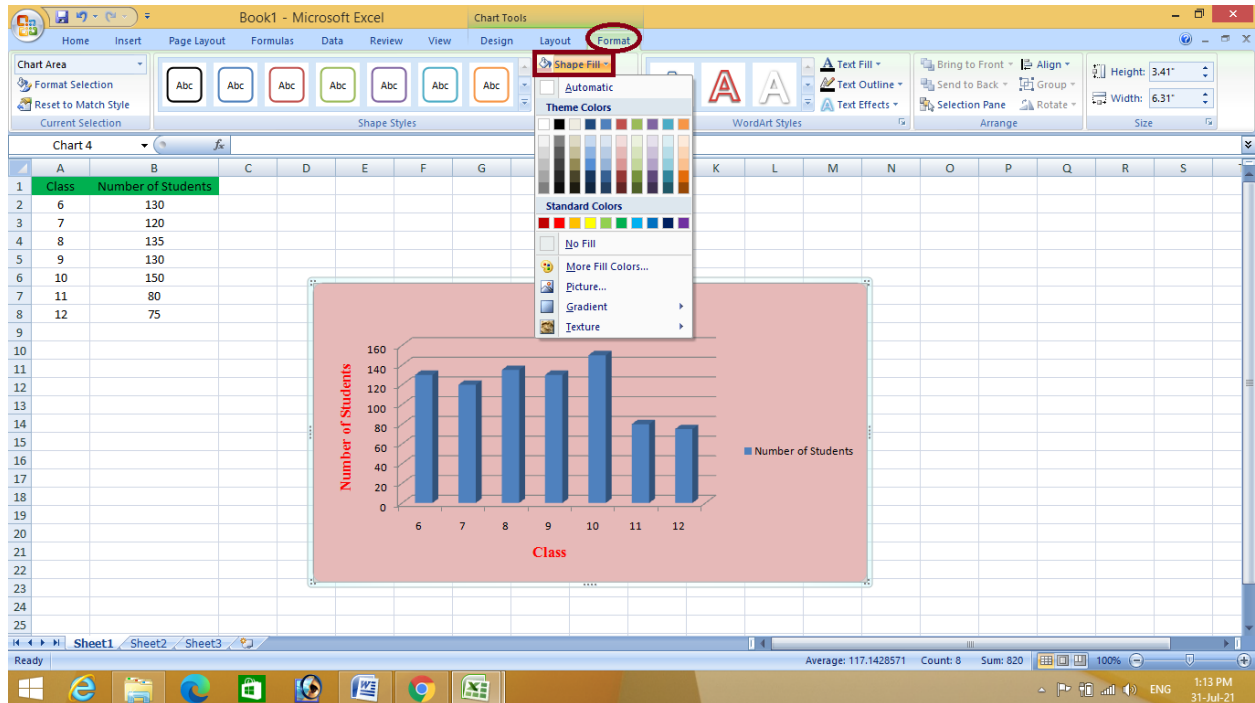 Book1 - Microsoft Excel
Chart Tools
Home Insert Page Layout Formulas Data Review View Design Layout Format
Chart Area
Format Selection
Reset to Match Style
Current Selection
Abc Abc Abc Abc Abc Abc Abc
Shape Styles
Shape Fill
Automatic
Theme Colors
Standard Colors
No Fill
More Fill Colors...
Picture...
Gradient
Texture
A A
WordArt Styles
Text Fill
Text Outline
Text Effects
Bring to Front
Send to Back
Selection Pane
Align
Group
Rotate
Arrange
Height: 3.41"
Width: 6.31"
Size
Chart 4
fx
A B C D E F G K L M N O P Q R S
1 Class Number of Students
2 6 130
3 7 120
4 8 135
5 9 130
6 10 150
7 11 80
8 12 75
9
10
11
12
13
14
15
16
17
18
19
20
21
22
23
24
25
Number of Students
160
140
120
100
80
60
40
20
0
6 7 8 9 10 11 12
Class
Number of Students
Sheet1 Sheet2 Sheet3
Ready
Average: 117.1428571 Count: 8 Sum: 820
100%
ENG
1:13 PM
31-Jul-21